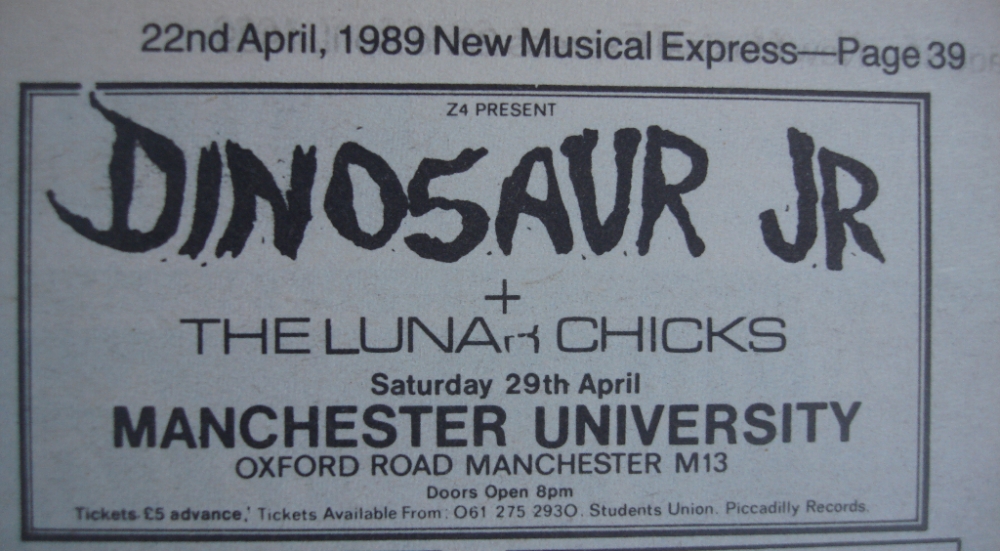 22nd April, 1989 New Musical Express—Page 39
Z4 PRESENT
DINOSAUR JR
+
THE LUNAR CHICKS
Saturday 29th April
MANCHESTER UNIVERSITY
OXFORD ROAD MANCHESTER M13
Doors Open 8pm
Tickets £5 advance, Tickets Available From: 061 275 2930. Students Union. Piccadilly Records.